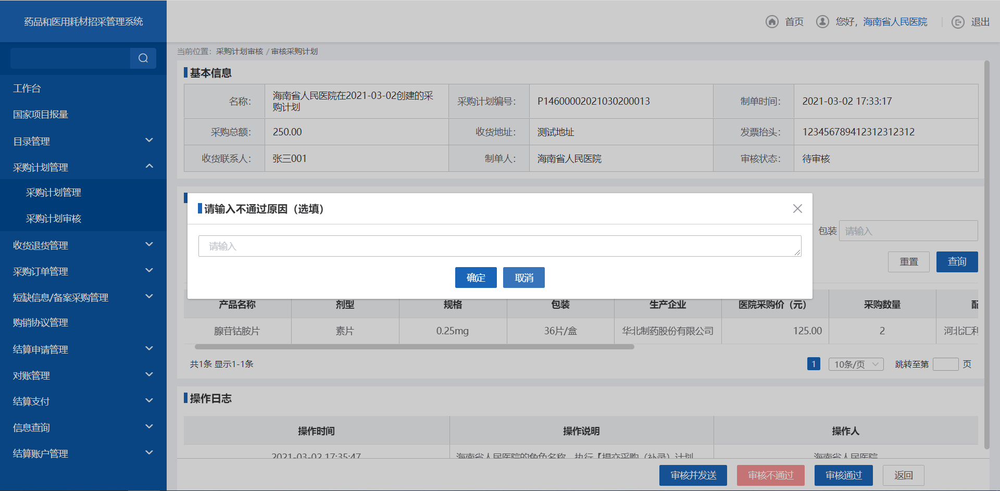 药品和医用耗材招采管理系统
首页
您好，海南省人民医院
退出
工作台
国家项目报量
目录管理
采购计划管理
采购计划管理
采购计划审核
收货退货管理
采购订单管理
短缺信息/备案采购管理
购销协议管理
结算申请管理
对账管理
结算支付
信息查询
结算账户管理
当前位置：采购计划审核 / 审核采购计划
基本信息
名称：
海南省人民医院在2021-03-02创建的采
购计划
采购计划编号：
P14600002021030200013
制单时间：
2021-03-02 17:33:17
采购总额：
250.00
收货地址：
测试地址
发票抬头：
123456789412312312312
收货联系人：
张三001
制单人：
海南省人民医院
审核状态：
待审核
请输入不通过原因（选填）
请输入
确定
取消
包装
请输入
重置
查询
产品名称
剂型
规格
包装
生产企业
医院采购价（元）
采购数量
配
腺苷钴胺片
素片
0.25mg
36片/盒
华北制药股份有限公司
125.00
2
河北汇利
共1条 显示1-1条
1
10条/页
跳转至第
页
操作日志
操作时间
操作说明
操作人
2021-03-02 17:35:47
海南省人民医院的角色名称，执行【提交采购（补录）计划
海南省人民医院
审核并发送
审核不通过
审核通过
返回